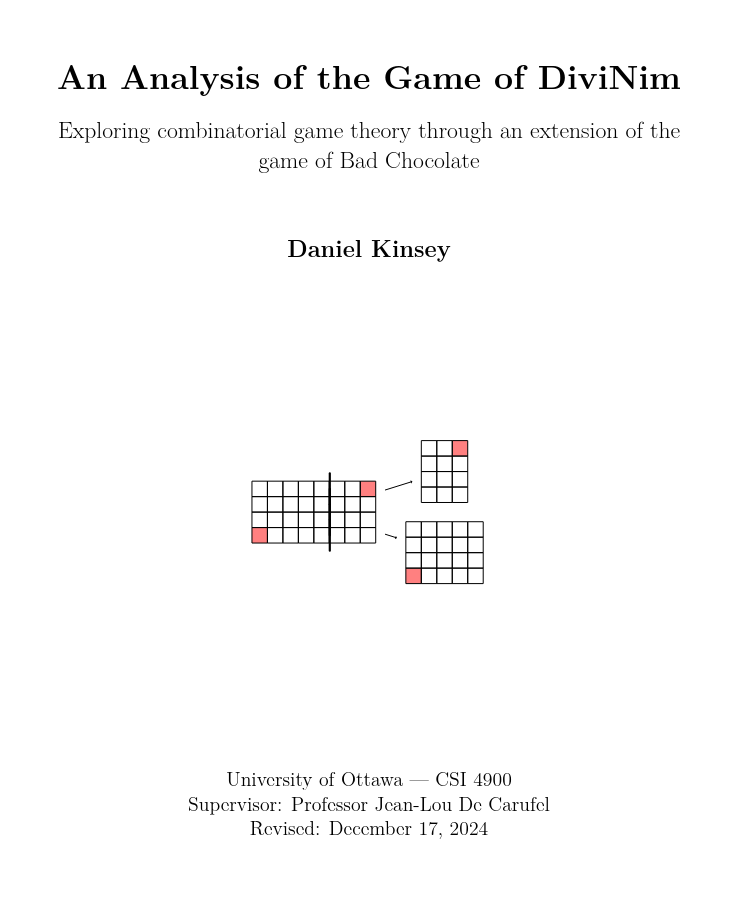 An Analysis of the Game of DiviNim
Exploring combinatorial game theory through an extension of the
game of Bad Chocolate
Daniel Kinsey
University of Ottawa — CSI 4900
Supervisor: Professor Jean-Lou De Carufel
Revised: December 17, 2024